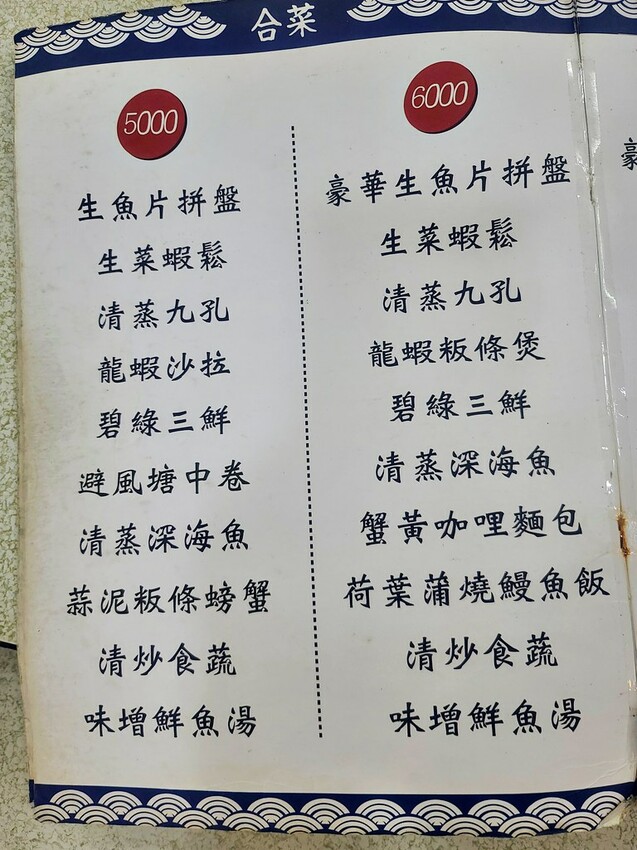 合菜
5000
生魚片拼盤
生菜蝦鬆
清蒸九孔
龍蝦沙拉
碧綠三鮮
避風塘中卷
清蒸深海魚
蒜泥粄條螃蟹
清炒食蔬
味增鮮魚湯
6000
豪華生魚片拼盤
生菜蝦鬆
清蒸九孔
龍蝦粄條煲
碧綠三鮮
清蒸深海魚
蟹黃咖哩麵包
荷葉蒲燒鰻魚飯
清炒食蔬
味增鮮魚湯